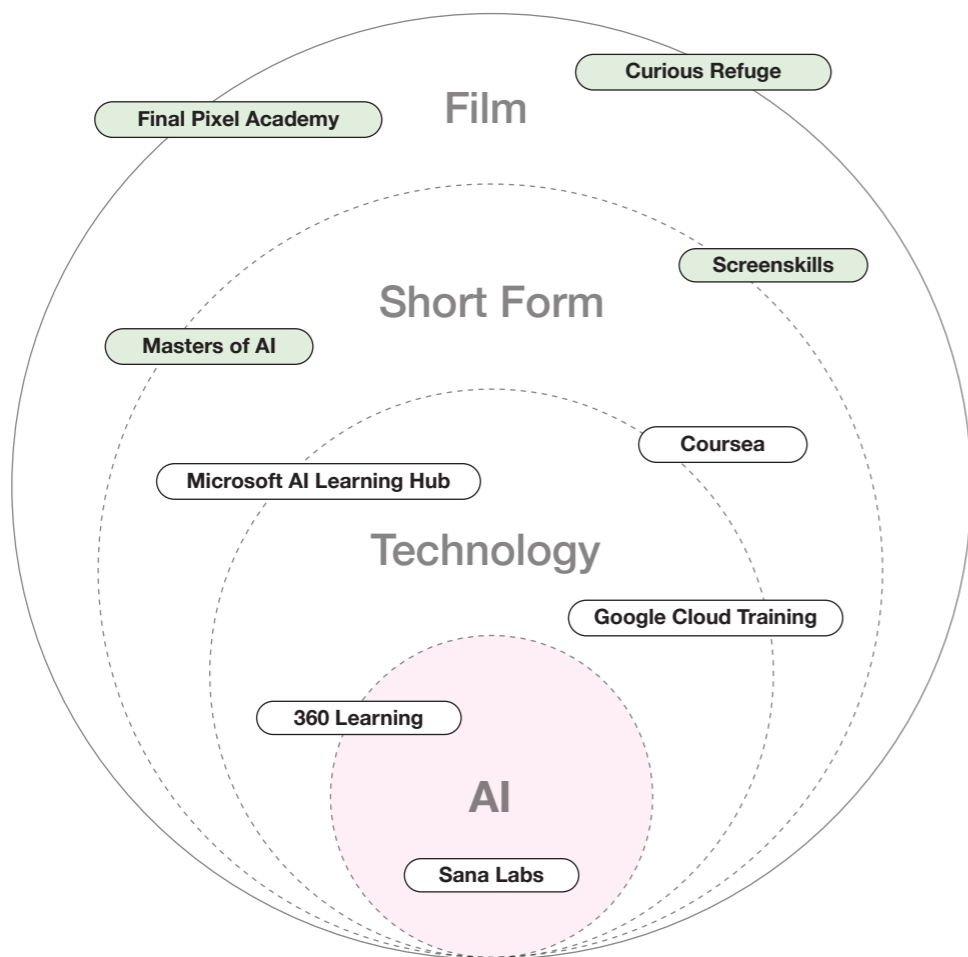 Curious Refuge
Film
Final Pixel Academy
Screenskills
Short Form
Masters of AI
Coursea
Microsoft AI Learning Hub
Technology
Google Cloud Training
360 Learning
AI
Sana Labs